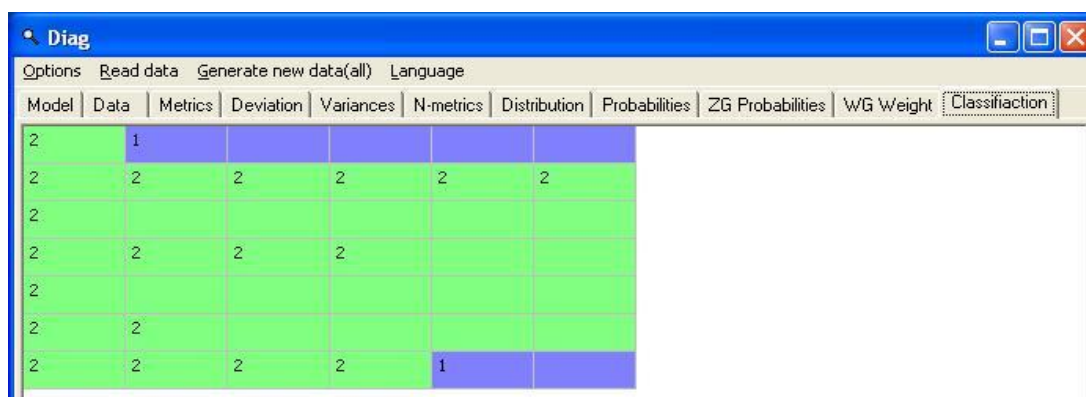 Diag
Options Read data Generate new data(all) Language
Model Data Metrics Deviation Variances N-metrics Distribution Probabilities ZG Probabilities WG Weight Classifiaction
2 1
2 2 2 2 2 2
2
2 2 2 2
2
2 2
2 2 2 2 1